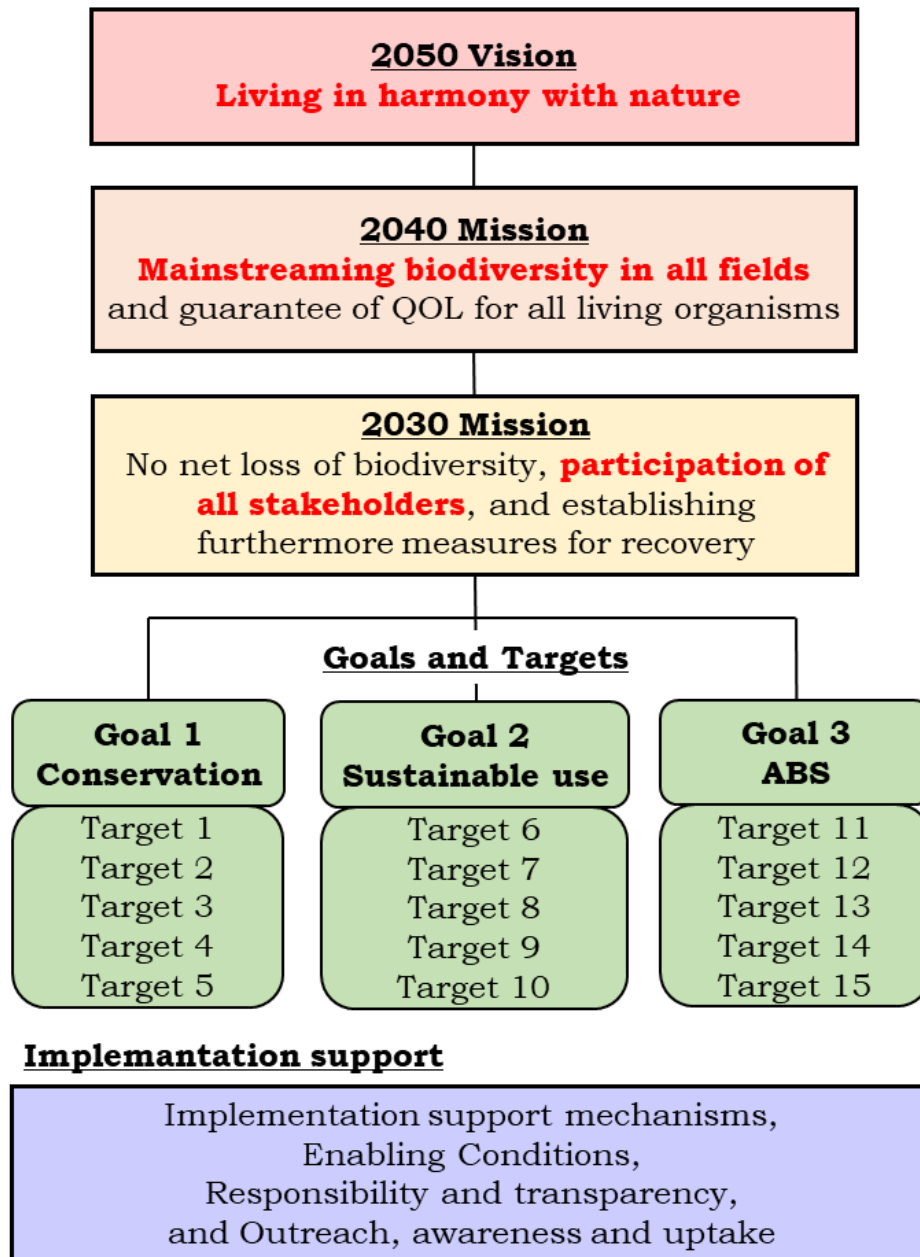 2050 Vision
Living in harmony with nature
2040 Mission
Mainstreaming biodiversity in all fields
and guarantee of QOL for all living organisms
2030 Mission
No net loss of biodiversity, participation of
all stakeholders, and establishing
furthermore measures for recovery
Goals and Targets
Goal 1
Conservation
Target 1
Target 2
Target 3
Target 4
Target 5
Goal 2
Sustainable use
Target 6
Target 7
Target 8
Target 9
Target 10
Goal 3
ABS
Target 11
Target 12
Target 13
Target 14
Target 15
Implemantation support
Implementation support mechanisms,
Enabling Conditions,
Responsibility and transparency,
and Outreach, awareness and uptake